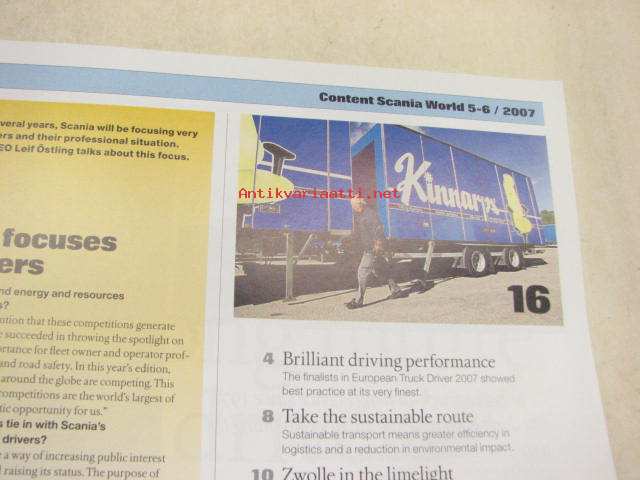 Content Scania World 5-6 / 2007
everal years, Scania will be focusing very
ers and their professional situation.
EO Leif Östling talks about this focus.
focuses
ers
nd energy and resources
s?
ution that these competitions generate
e succeeded in throwing the spotlight on
portance for fleet owner and operator prof-
and road safety. In this year's edition,
around the globe are competing. This
competitions are the world's largest of
tic opportunity for us."
s tie in with Scania's
drivers?
e a way of increasing public interest
d raising its status. The purpose of
Kinnarps
Antikvariaatti.net
16
4 Brilliant driving performance
The finalists in European Truck Driver 2007 showed
best practice at its very finest.
8 Take the sustainable route
Sustainable transport means greater efficiency in
logistics and a reduction in environmental impact.
10 Zwolle in the limelight